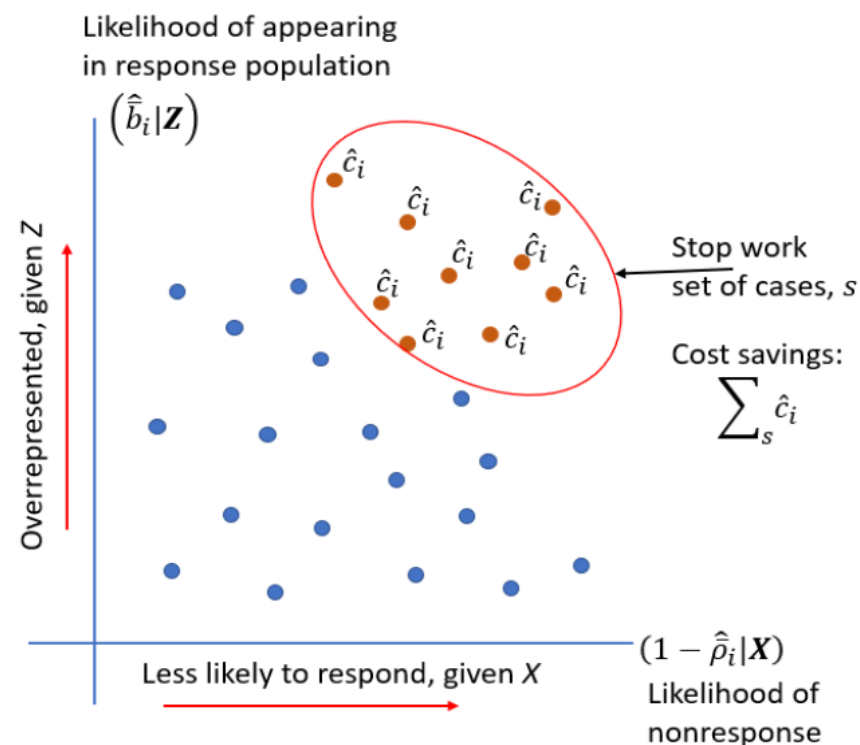 Likelihood of appearing
in response population
(b̂̄ᵢ|Z)
Overrepresented, given Z
ĉᵢ
ĉᵢ
ĉᵢ
ĉᵢ
ĉᵢ
ĉᵢ
ĉᵢ
ĉᵢ
ĉᵢ
Stop work
set of cases, s
Cost savings:
∑ₛ ĉᵢ
(1 − ρ̂̄ᵢ|X)
Less likely to respond, given X
Likelihood of
nonresponse